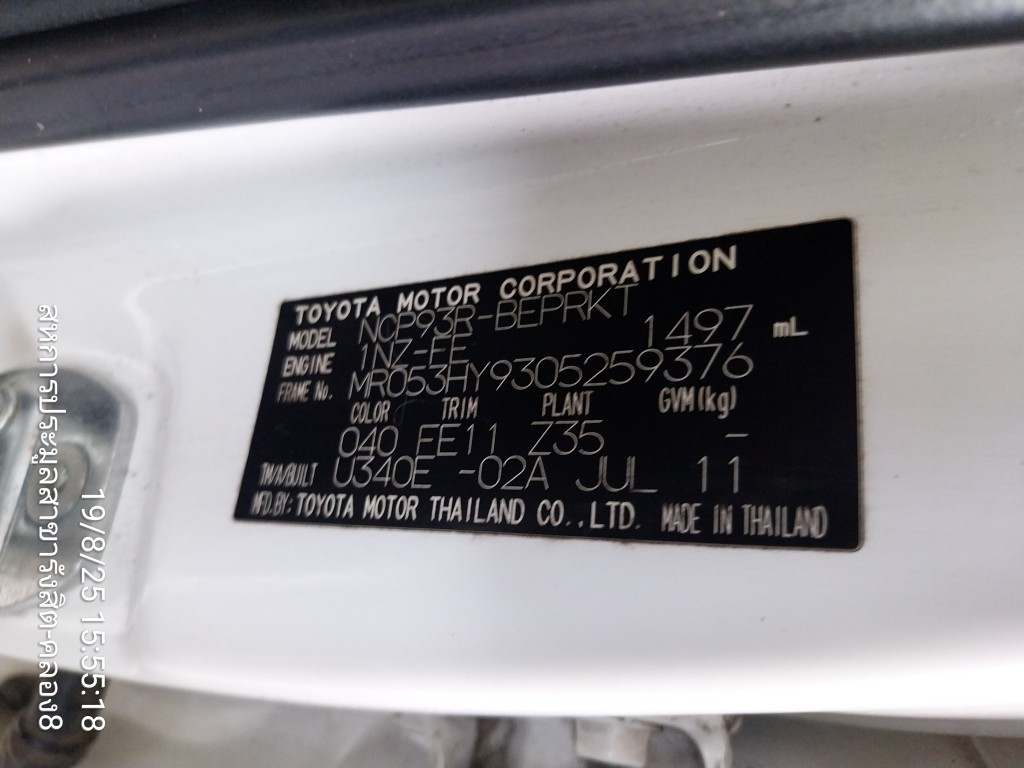 TOYOTA MOTOR CORPORATION
MODEL NCP93R-BEPRKT
ENGINE 1NZ-FE 1497 mL
FRAME No. MR053HY9305259376
COLOR TRIM PLANT GVM(kg)
040 EE11 Z35 -
TM/A/BUILT U340E -02A JUL 11
MFD.BY: TOYOTA MOTOR THAILAND CO.,LTD. MADE IN THAILAND
19/8/25 15:55:18
สหการประมูลสาขารังสิต-คลอง8